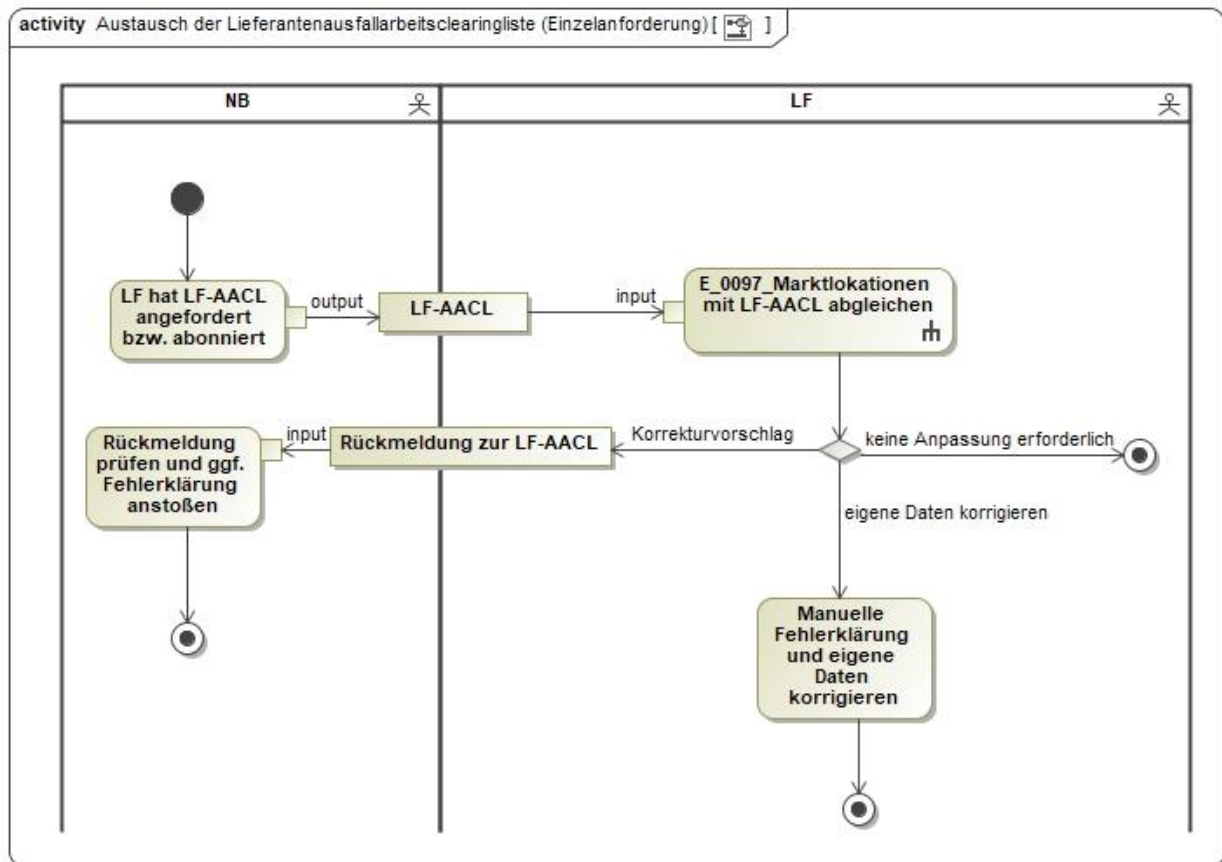 activity Austausch der Lieferantenausfallarbeitsclearingliste (Einzelanforderung) [ ]
NB
LF
LF hat LF-AACL
angefordert
bzw. abonniert
output
LF-AACL
input
E_0097_Marktlokationen
mit LF-AACL abgleichen
Rückmeldung
prüfen und ggf.
Fehlerklärung
anstoßen
input
Rückmeldung zur LF-AACL
Korrekturvorschlag
keine Anpassung erforderlich
eigene Daten korrigieren
Manuelle
Fehlerklärung
und eigene
Daten
korrigieren